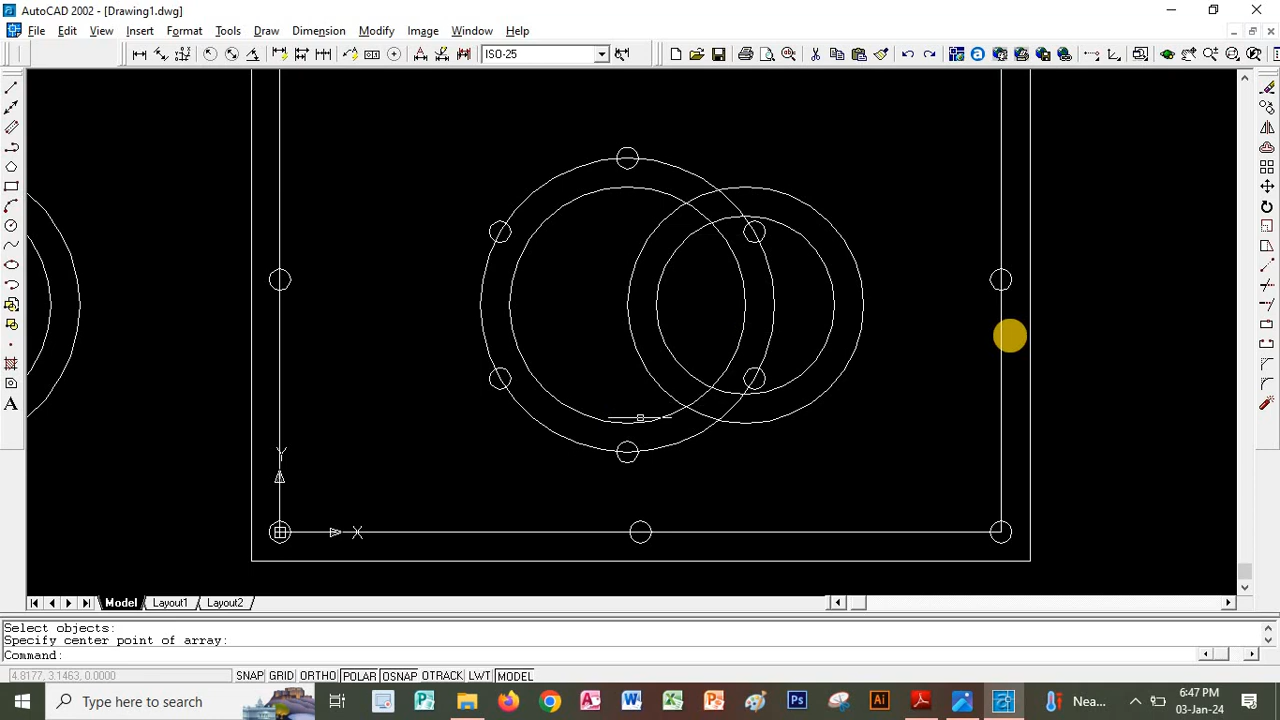 AutoCAD 2002 - [Drawing1.dwg]
File Edit View Insert Format Tools Draw Dimension Modify Image Window Help
ISO-25
Y
X
Model Layout1 Layout2
Select objects:
Specify center point of array:
Command:
4.8177, 3.1463, 0.0000 SNAP GRID ORTHO POLAR OSNAP OTRACK LWT MODEL
Type here to search
Nea...
6:47 PM
03-Jan-24